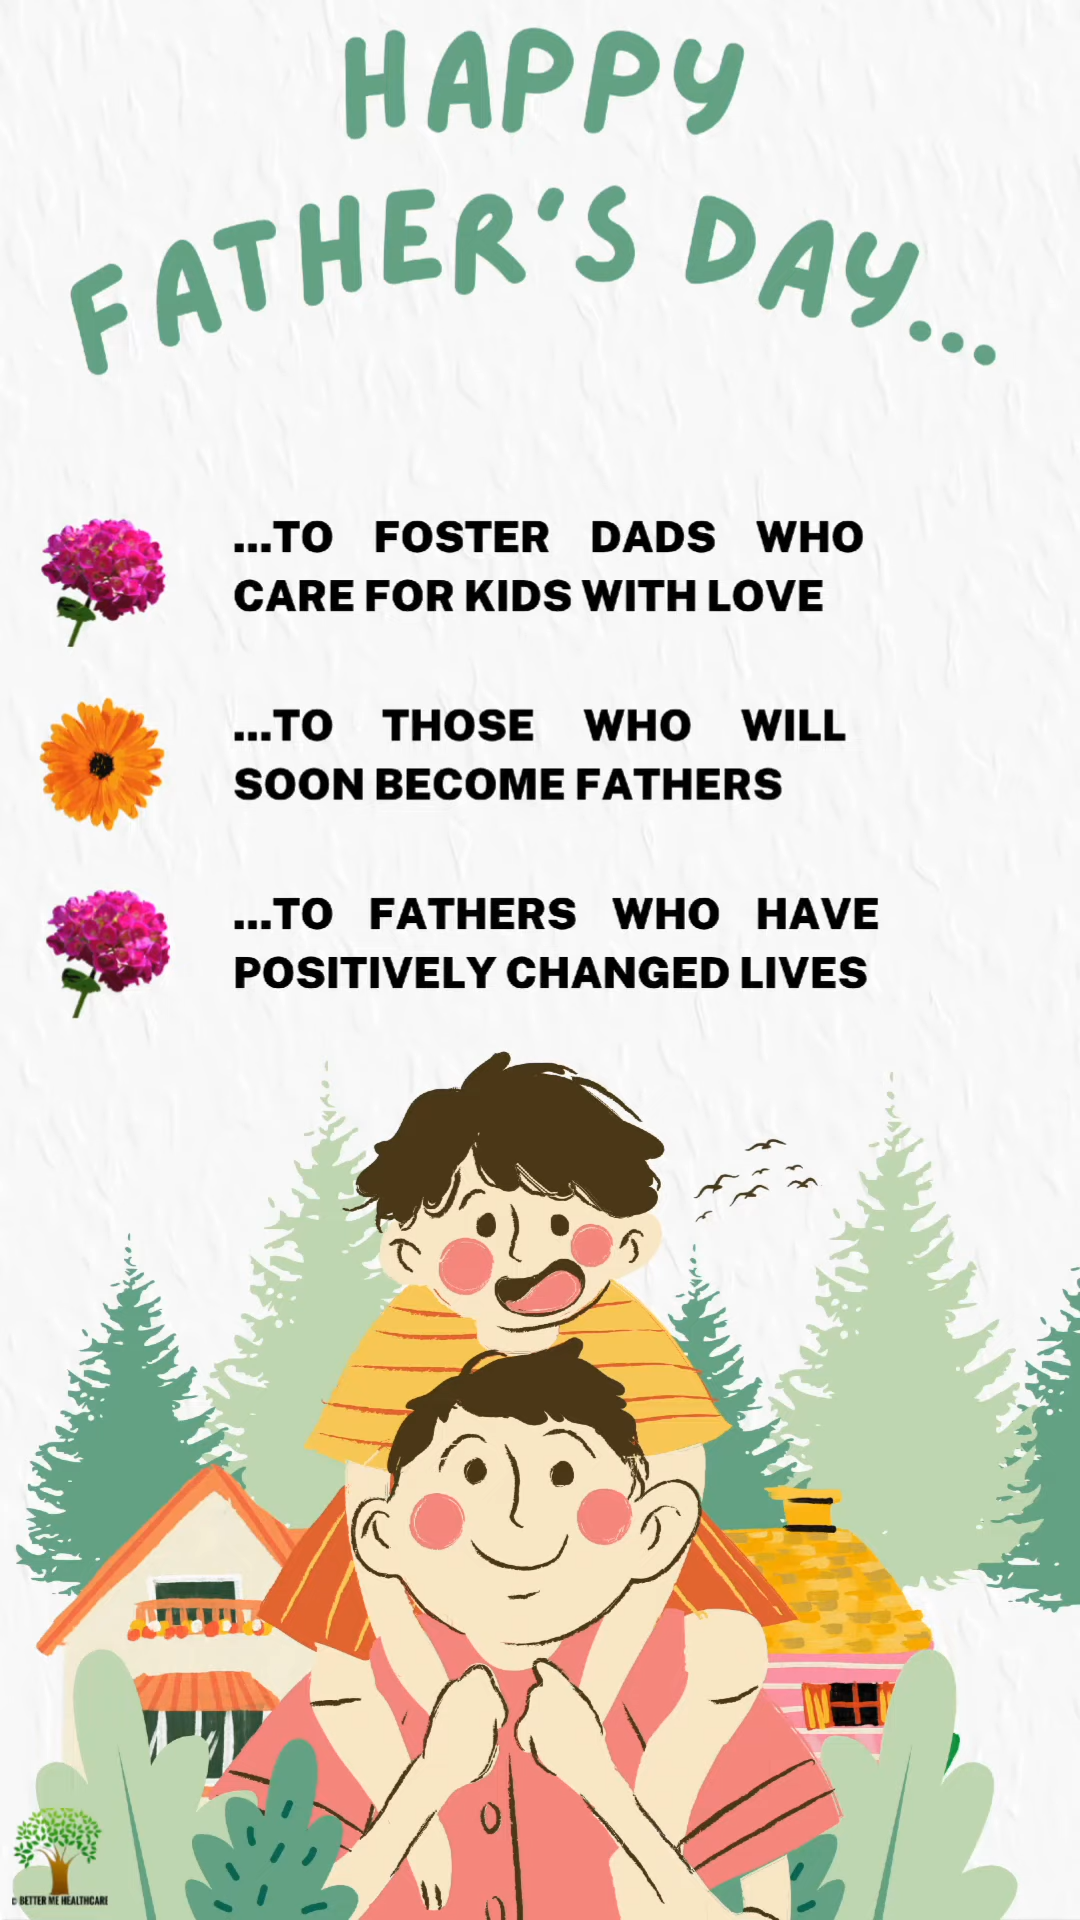 HAPPY
FATHER'S DAY...
...TO FOSTER DADS WHO
CARE FOR KIDS WITH LOVE
...TO THOSE WHO WILL
SOON BECOME FATHERS
...TO FATHERS WHO HAVE
POSITIVELY CHANGED LIVES
© BETTER ME HEALTHCARE